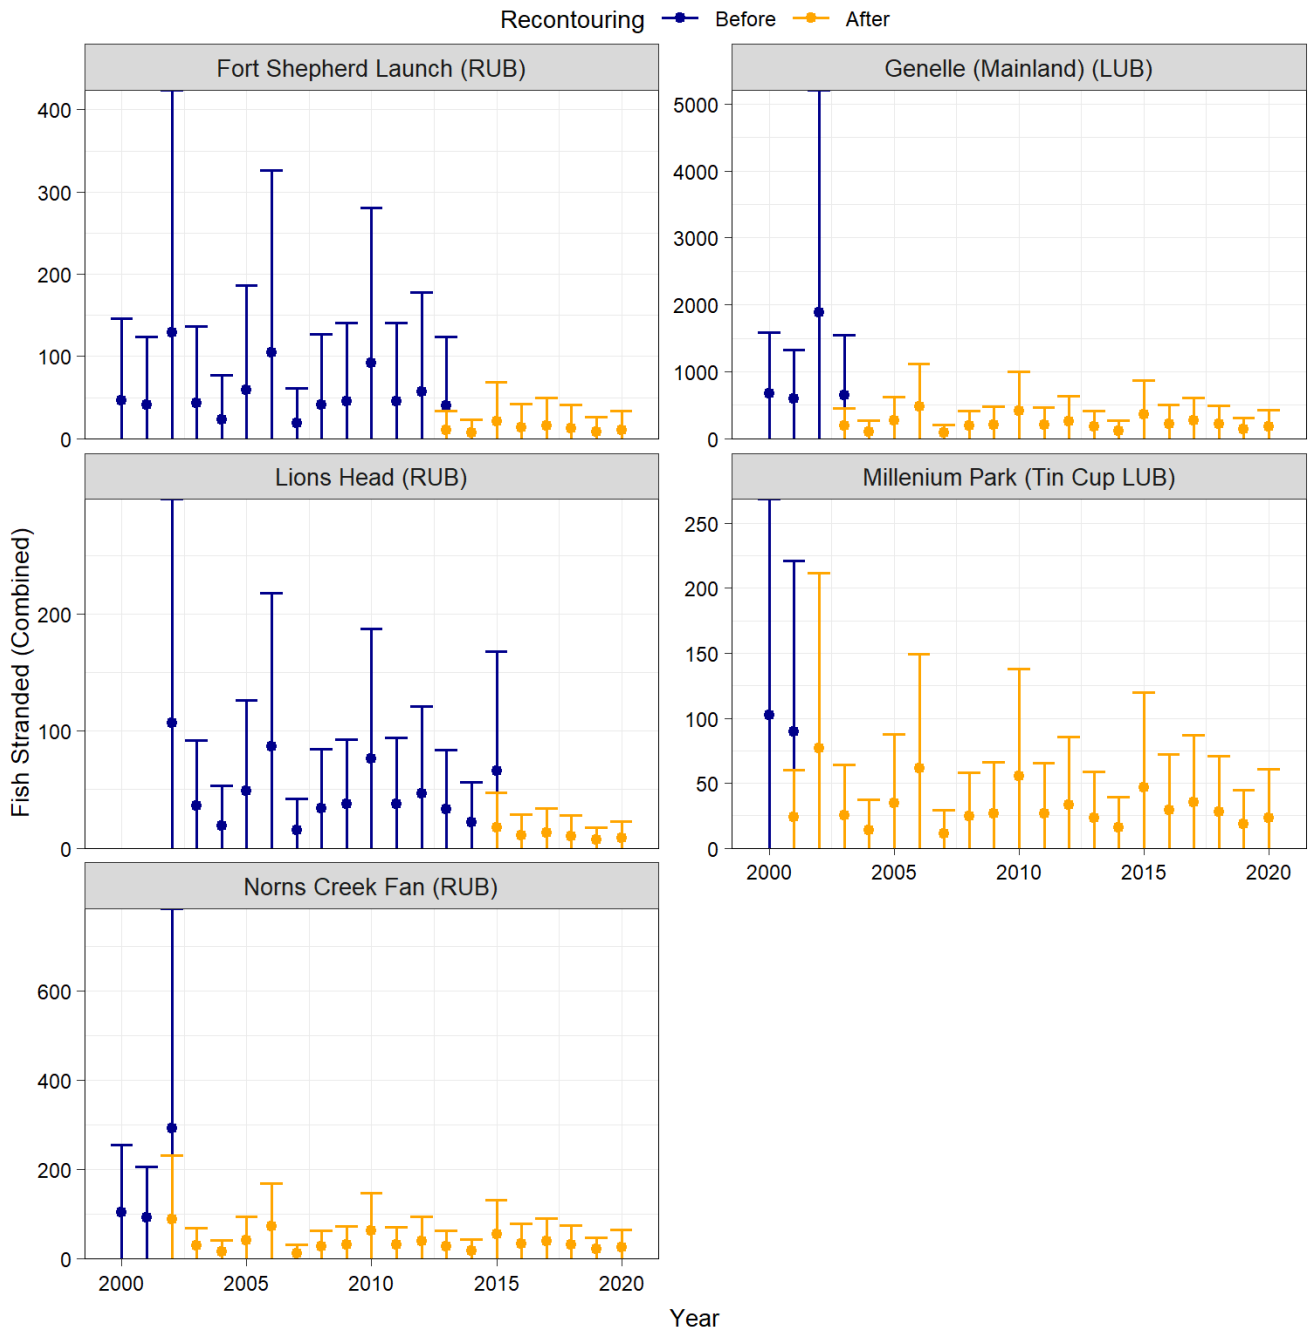 Recontouring Before After
Fort Shepherd Launch (RUB)
400
300
200
100
0
Genelle (Mainland) (LUB)
5000
4000
3000
2000
1000
0
Lions Head (RUB)
200
100
0
Millenium Park (Tin Cup LUB)
250
200
150
100
50
0
2000 2005 2010 2015 2020
Norns Creek Fan (RUB)
600
400
200
0
2000 2005 2010 2015 2020
Fish Stranded (Combined)
Year